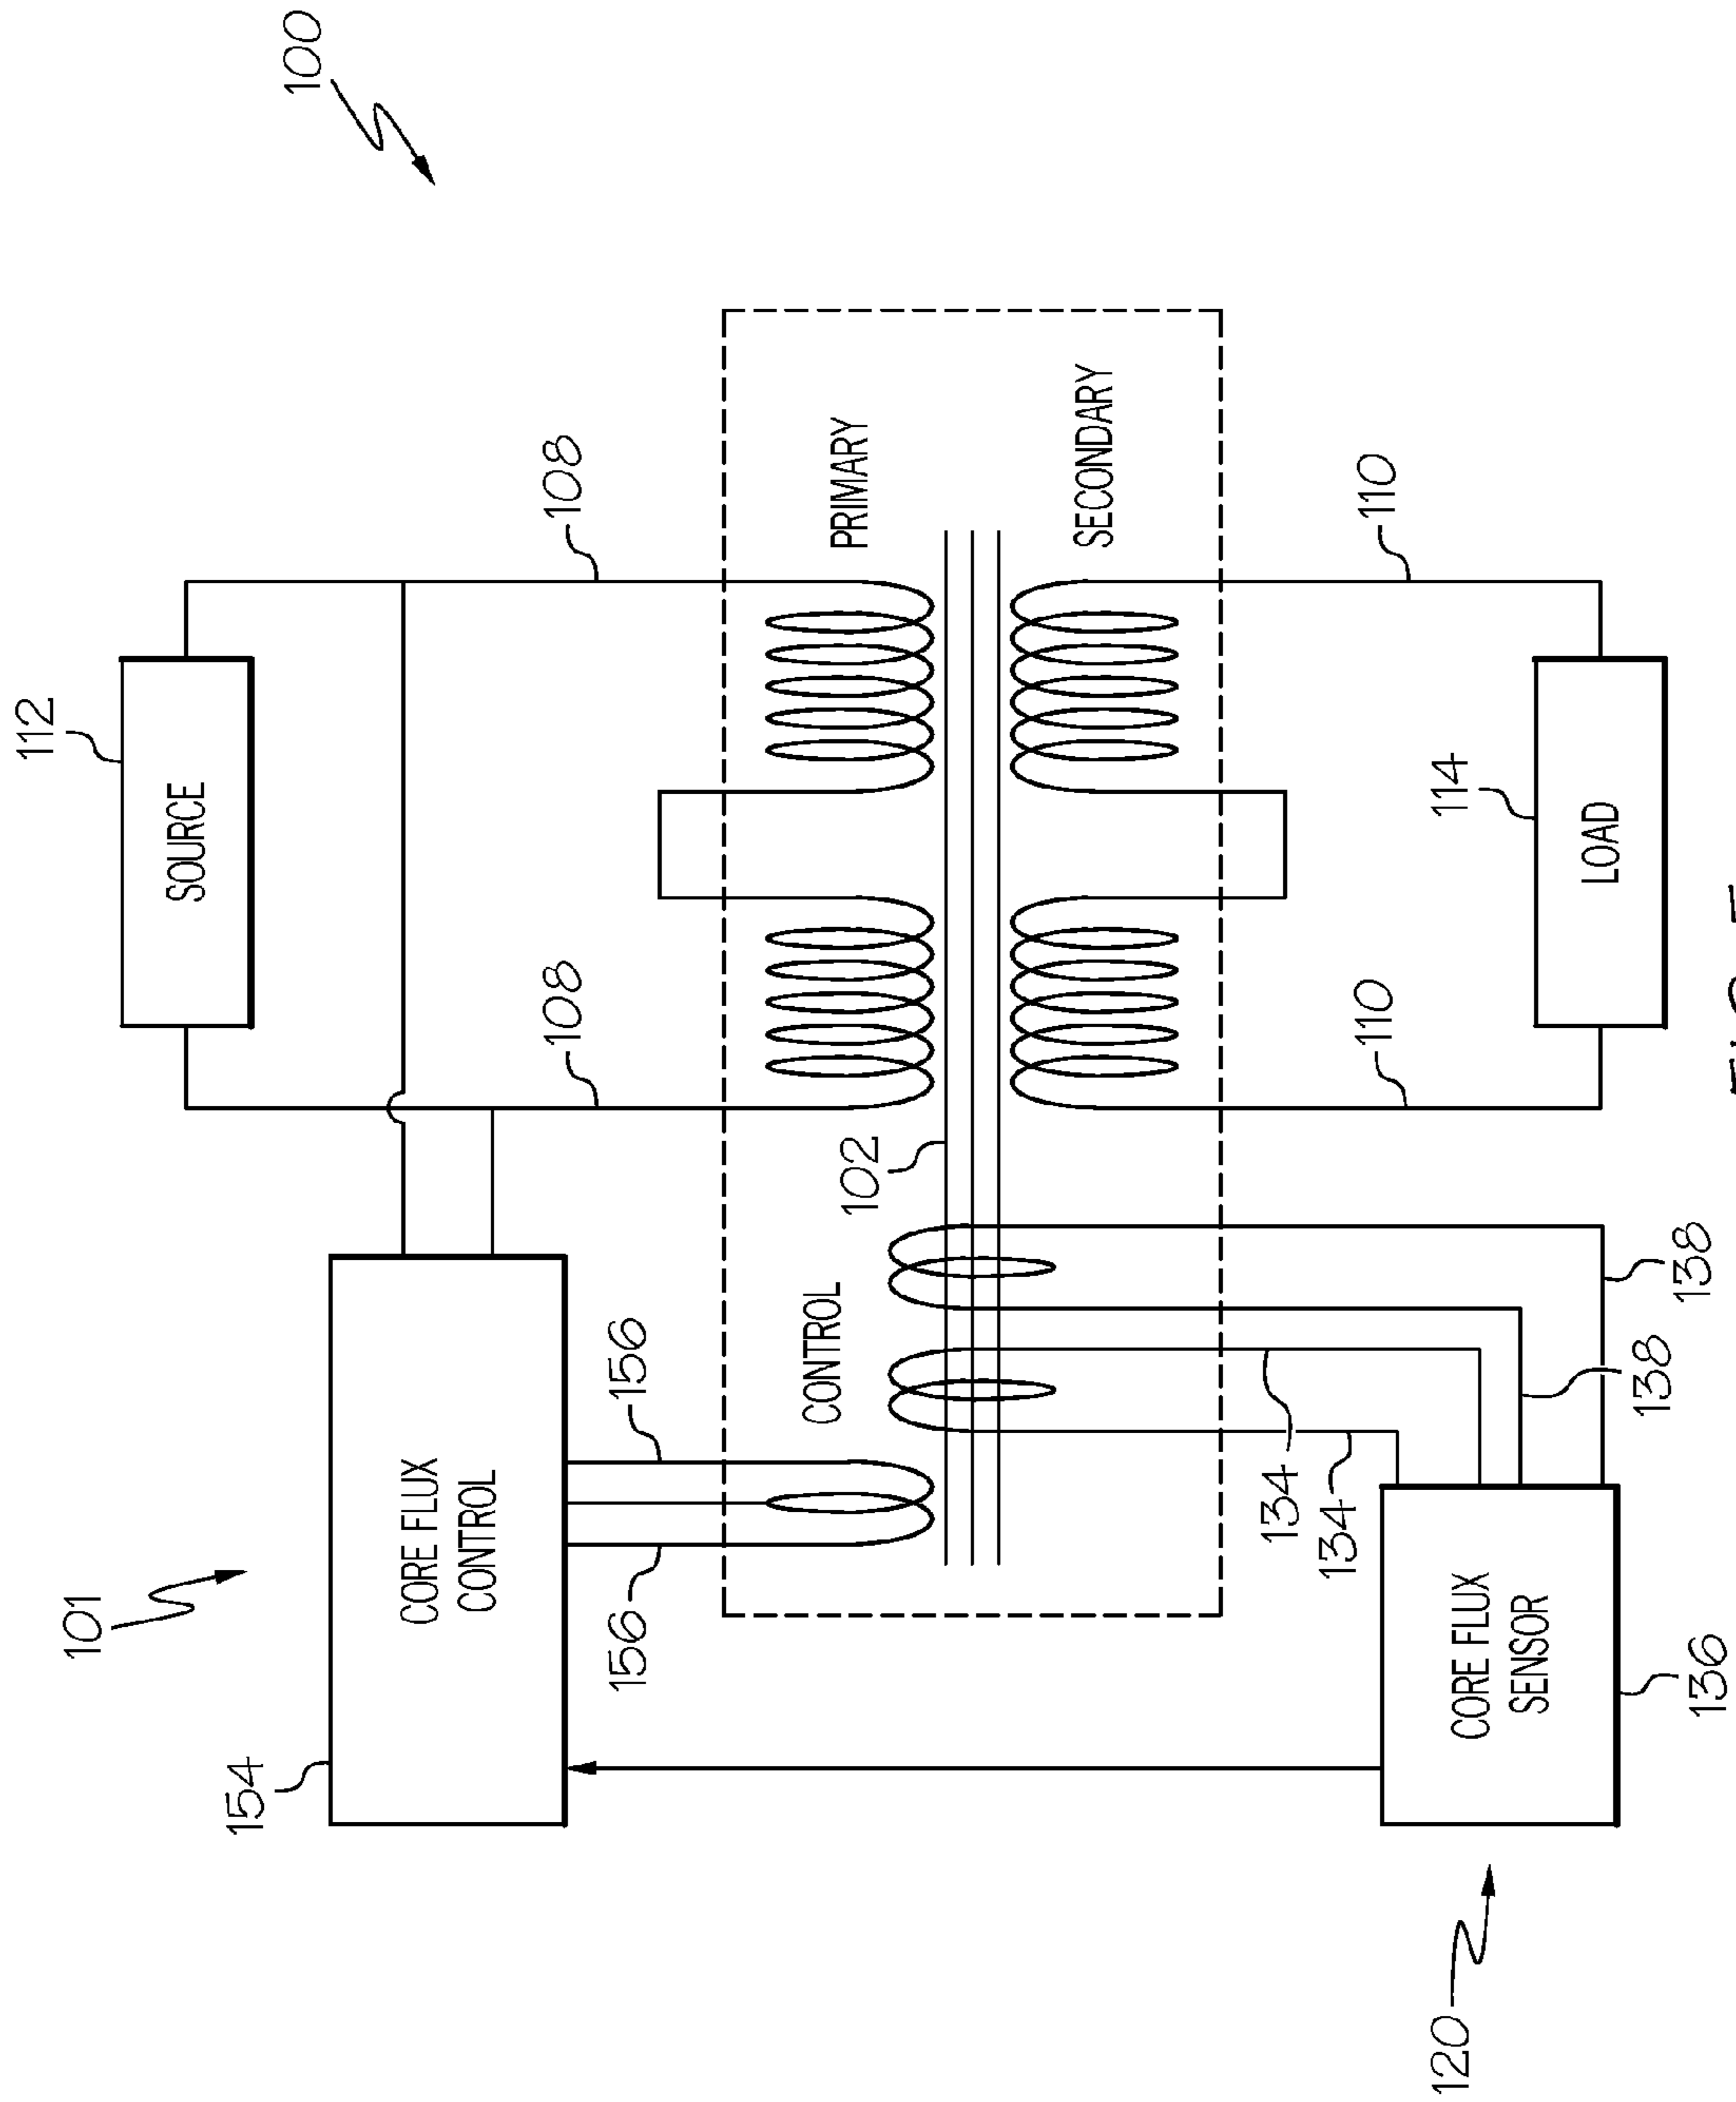 112
101
SOURCE
154
100
CORE FLUX
CONTROL
108
108
156
156
CONTROL
PRIMARY
102
SECONDARY
134
134
110
110
120
114
CORE FLUX
SENSOR
LOAD
138
138
136